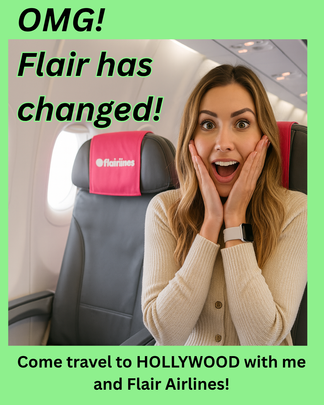 OMG!
Flair has
changed!
flairlines
Come travel to HOLLYWOOD with me
and Flair Airlines!